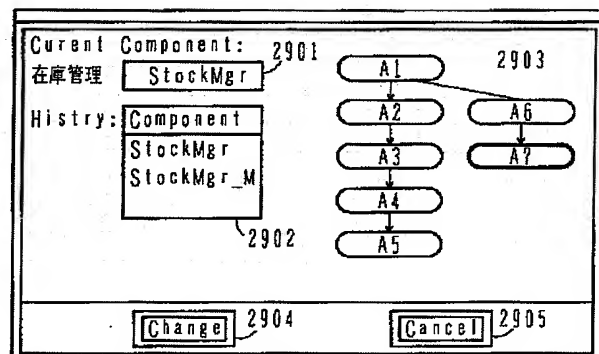 Curent Component:
在庫管理 StockMgr
2901
Histry:
Component
StockMgr
StockMgr_M
2902
A1
2903
A2
A6
A3
A7
A4
A5
Change
2904
Cancel
2905